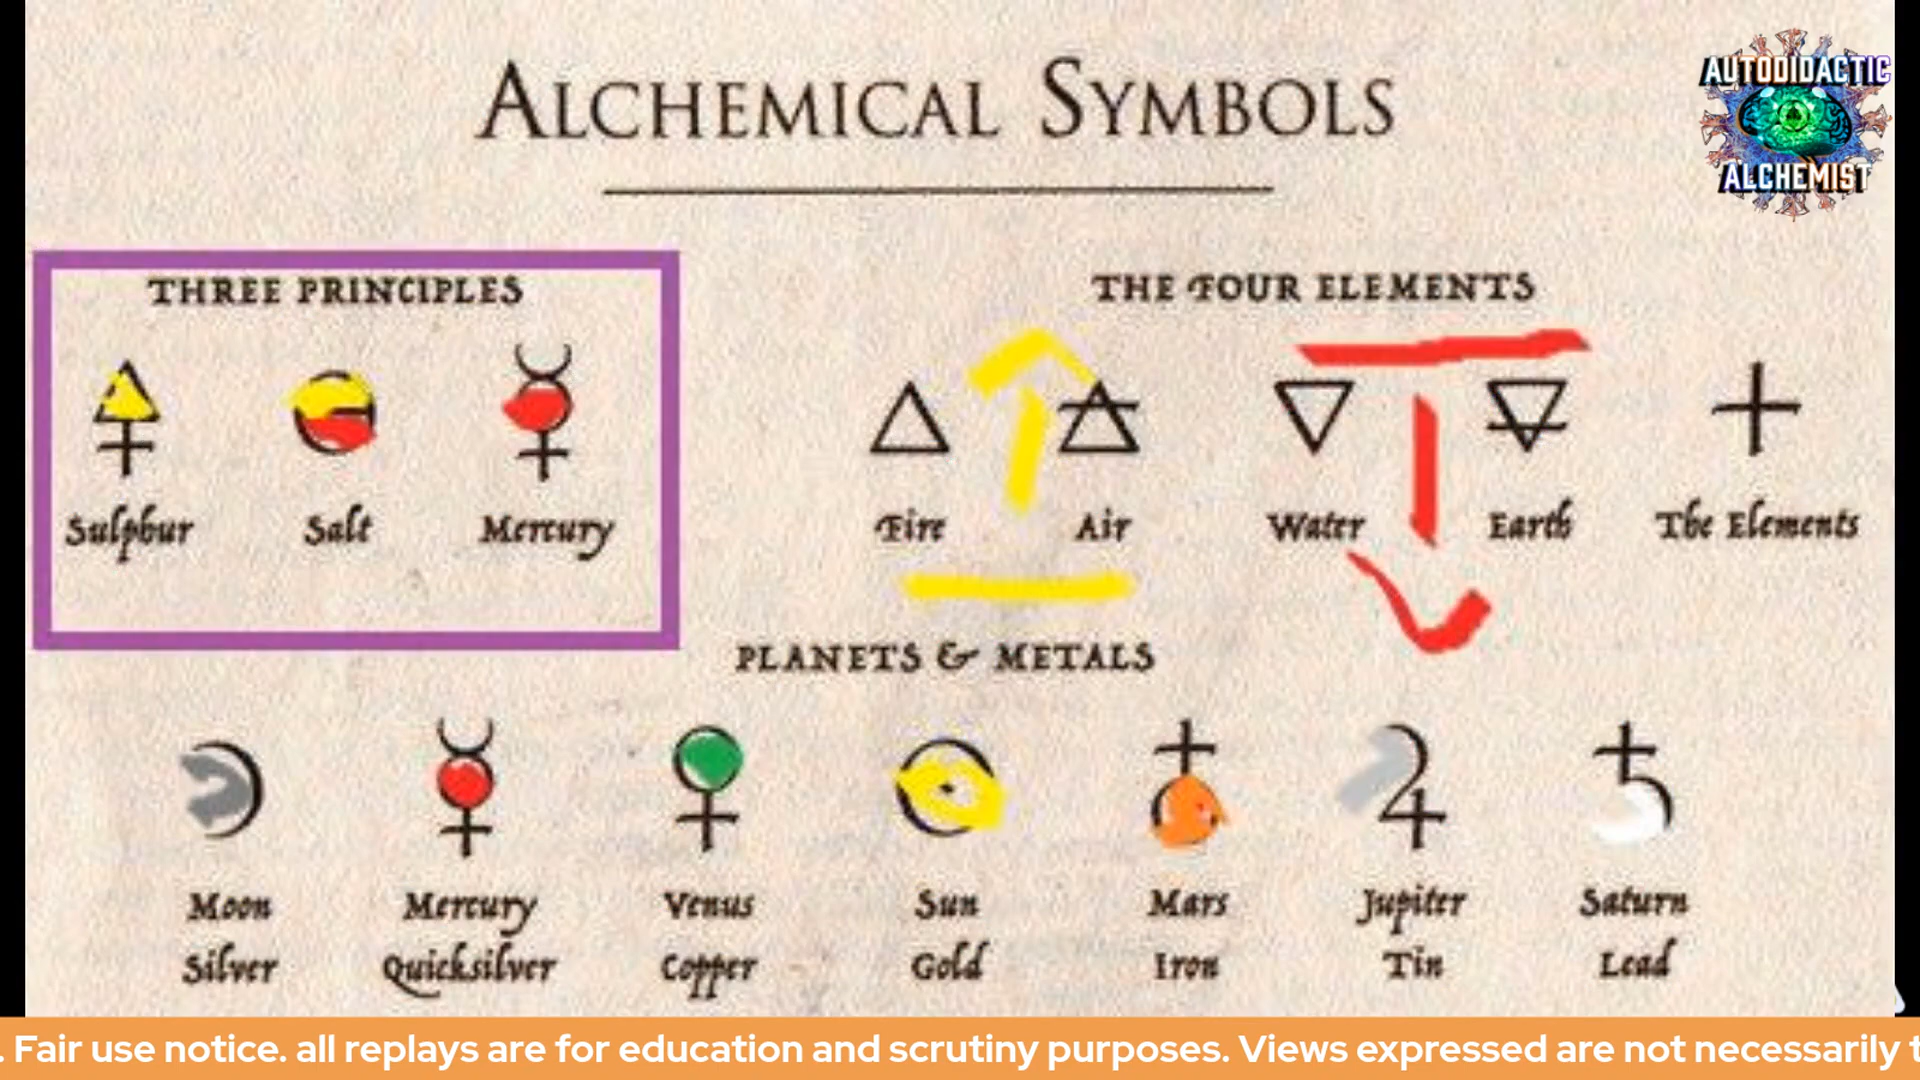 ALCHEMICAL SYMBOLS
AUTODIDACTIC
ALCHEMIST
THREE PRINCIPLES
Sulphur Salt Mercury
THE FOUR ELEMENTS
Fire Air Water Earth The Elements
PLANETS & METALS
Moon Mercury Venus Sun Mars Jupiter Saturn
Silver Quicksilver Copper Gold Iron Tin Lead
. Fair use notice. all replays are for education and scrutiny purposes. Views expressed are not necessarily